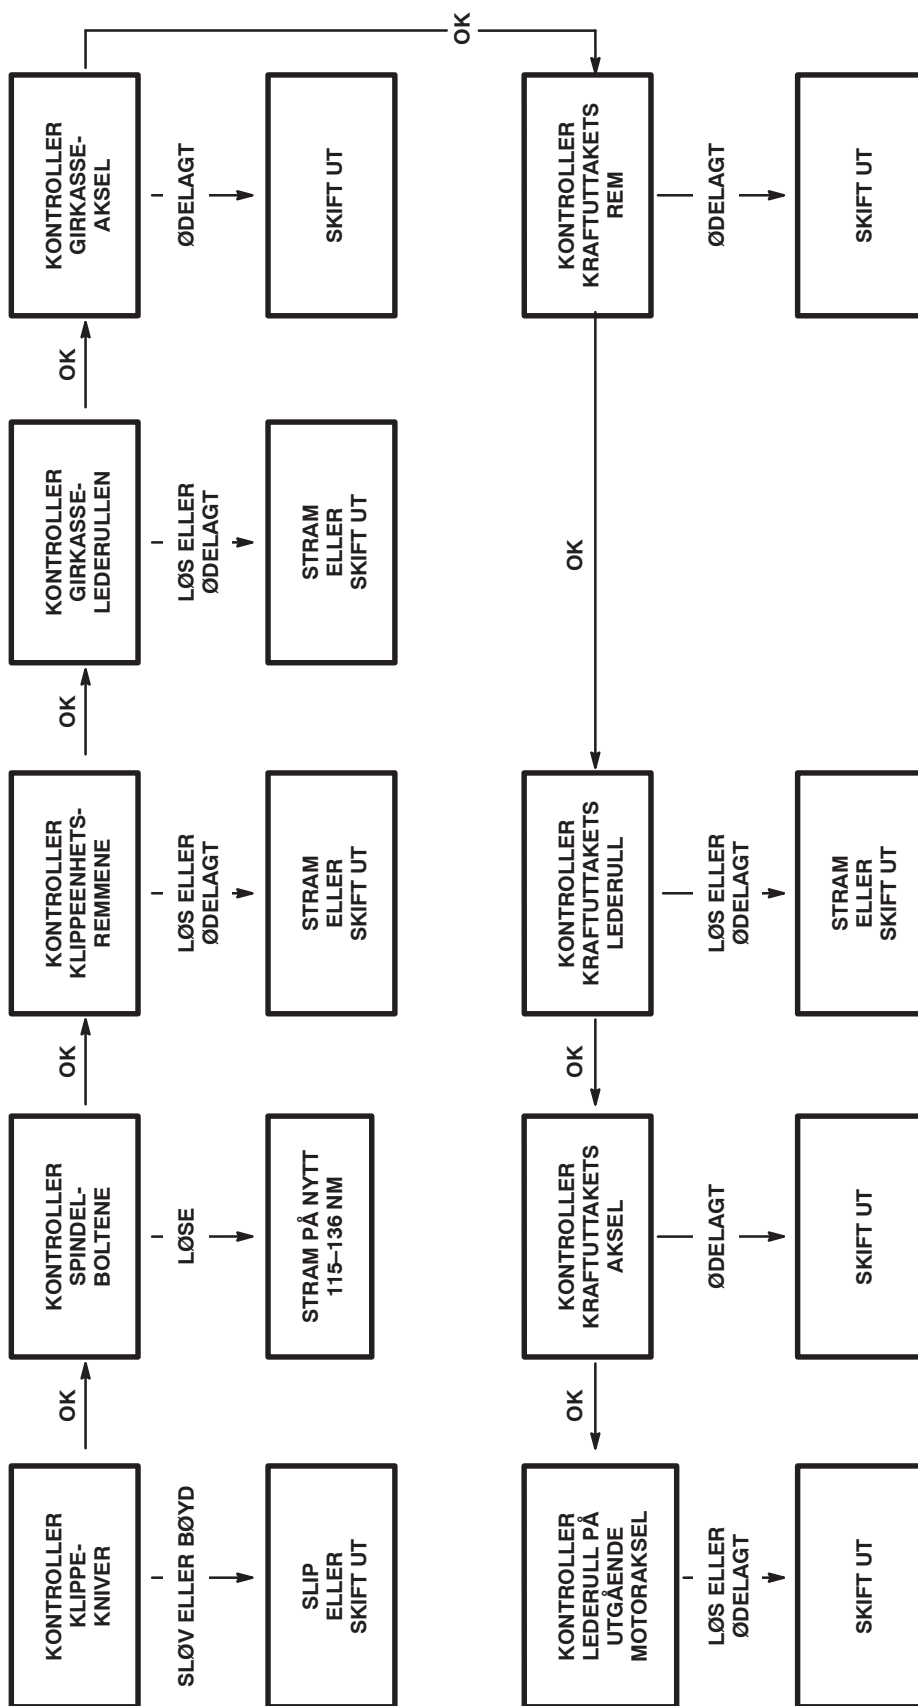 KONTROLLER
KLIPPE-
KNIVER
OK
SLØV ELLER BØYD
SLIP
ELLER
SKIFT UT
KONTROLLER
SPINDEL-
BOLTENE
OK
LØSE
STRAM PÅ NYTT
115–136 NM
KONTROLLER
KLIPPEENHETS-
REMMENE
OK
LØS ELLER
ØDELAGT
STRAM
ELLER
SKIFT UT
KONTROLLER
GIRKASSE-
LEDERULLEN
OK
LØS ELLER
ØDELAGT
STRAM
ELLER
SKIFT UT
KONTROLLER
GIRKASSE-
AKSEL
OK
ØDELAGT
SKIFT UT
KONTROLLER
KRAFTUTTAKETS
REM
OK
ØDELAGT
SKIFT UT
KONTROLLER
KRAFTUTTAKETS
LEDERULL
OK
LØS ELLER
ØDELAGT
STRAM
ELLER
SKIFT UT
KONTROLLER
KRAFTUTTAKETS
AKSEL
OK
ØDELAGT
SKIFT UT
KONTROLLER
LEDERULL PÅ
UTGÅENDE
MOTORAKSEL
LØS ELLER
ØDELAGT
SKIFT UT